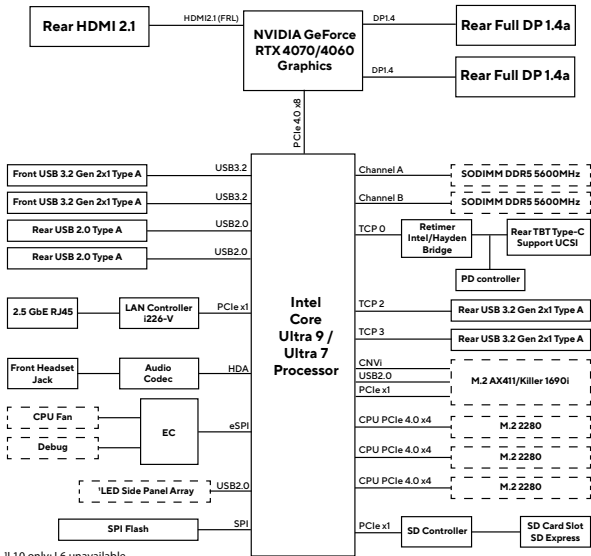 Rear HDMI 2.1
HDMI2.1 (FRL)
NVIDIA GeForce
RTX 4070/4060
Graphics
DP1.4
Rear Full DP 1.4a
DP1.4
Rear Full DP 1.4a
PCIe 4.0 x8
Front USB 3.2 Gen 2x1 Type A
USB3.2
Front USB 3.2 Gen 2x1 Type A
USB3.2
Rear USB 2.0 Type A
USB2.0
Rear USB 2.0 Type A
USB2.0
2.5 GbE RJ45
LAN Controller
i226-V
PCIe x1
Front Headset
Jack
Audio
Codec
HDA
CPU Fan
Debug
EC
eSPI
¹LED Side Panel Array
USB2.0
SPI Flash
SPI
Intel
Core
Ultra 9 /
Ultra 7
Processor
Channel A
SODIMM DDR5 5600MHz
Channel B
SODIMM DDR5 5600MHz
TCP 0
Retimer
Intel/Hayden
Bridge
Rear TBT Type-C
Support UCSI
PD controller
TCP 2
Rear USB 3.2 Gen 2x1 Type A
TCP 3
Rear USB 3.2 Gen 2x1 Type A
CNVi
USB2.0
PCIe x1
M.2 AX411/Killer 1690i
CPU PCIe 4.0 x4
M.2 2280
CPU PCIe 4.0 x4
M.2 2280
CPU PCIe 4.0 x4
M.2 2280
PCIe x1
SD Controller
SD Card Slot
SD Express